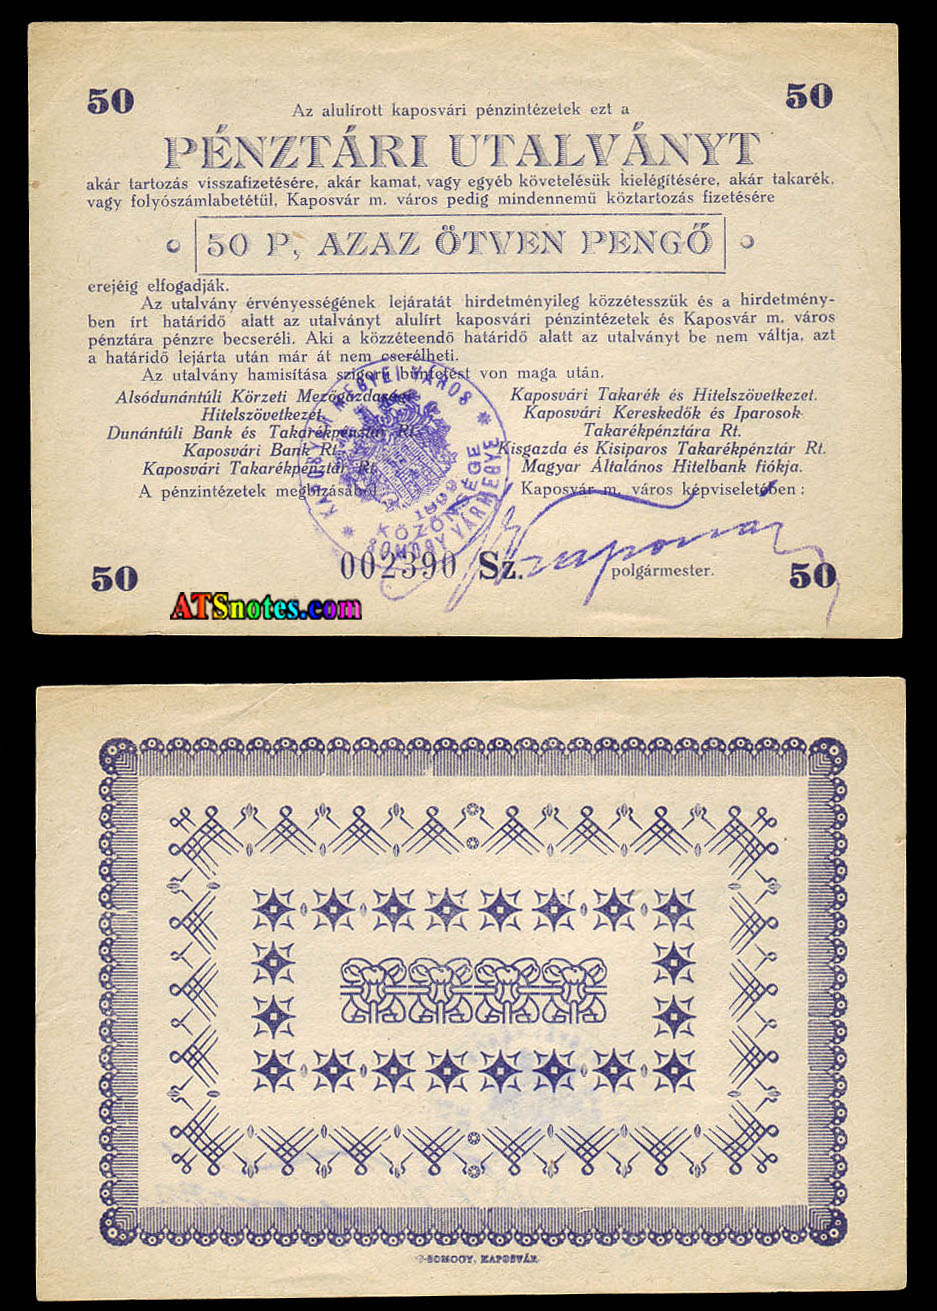 50
50
Az alulírott kaposvári pénzintézetek ezt a
PÉNZTÁRI UTALVÁNYT
akár tartozás visszafizetésére, akár kamat, vagy egyéb követelésük kielégítésére, akár takarék,
vagy folyószámlabetétül, Kaposvár m. város pedig mindennemű köztartozás fizetésére
50 P, AZAZ ÖTVEN PENGŐ
erejéig elfogadják.
Az utalvány érvényességének lejáratát hirdetményileg közzétesszük és a hirdetmény-
ben írt határidő alatt az utalványt alulírt kaposvári pénzintézetek és Kaposvár m. város
pénztára pénzre becseréli. Aki a közzéteendő határidő alatt az utalványt be nem váltja, azt
a határidő lejárta után már át nem cserélheti.
Az utalvány hamisítása szigorú büntetést von maga után.
Alsódunántúli Körzeti Mezőgazdasági
Hitelszövetkezet.
Dunántúli Bank és Takarékpénztár Rt.
Kaposvári Bank Rt.
Kaposvári Takarékpénztár Rt.
A pénzintézetek megbízásából
Kaposvári Takarék és Hitelszövetkezet.
Kaposvári Kereskedők és Iparosok
Takarékpénztára Rt.
Kisgazda és Kisiparos Takarékpénztár Rt.
Magyar Általános Hitelbank fiókja.
Kaposvár m. város képviseletében:
KAPOSVÁR MEGYEI VÁROS
KÖZÖNSÉGE
SOMOGY VÁRMEGYE
002390 Sz.
polgármester.
50
50
ATSnotes.com
SOMOGY, KAPOSVÁR